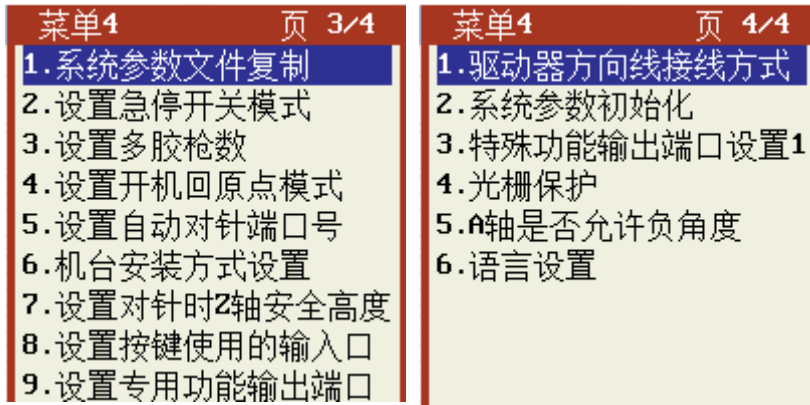 菜单4 页 3/4
1.系统参数文件复制
2.设置急停开关模式
3.设置多胶枪数
4.设置开机回原点模式
5.设置自动对针端口号
6.机台安装方式设置
7.设置对针时Z轴安全高度
8.设置按键使用的输入口
9.设置专用功能输出端口
菜单4 页 4/4
1.驱动器方向线接线方式
2.系统参数初始化
3.特殊功能输出端口设置1
4.光栅保护
5.A轴是否允许负角度
6.语言设置